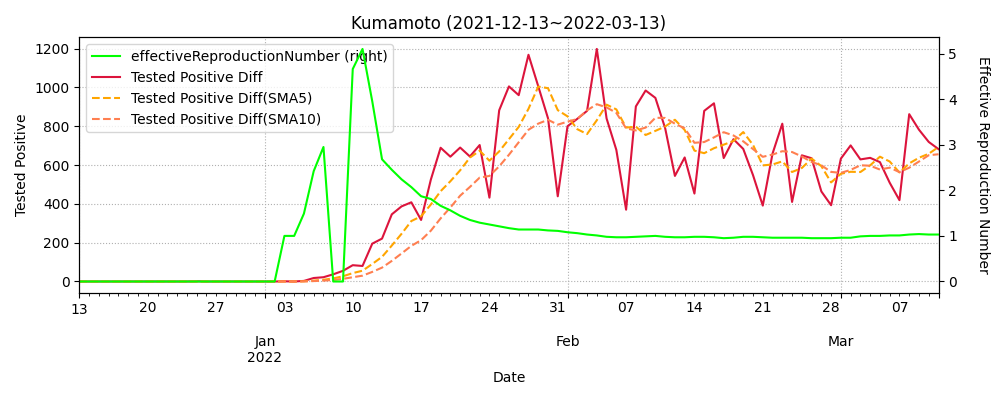 Kumamoto (2021-12-13~2022-03-13)
effectiveReproductionNumber (right)
Tested Positive Diff
Tested Positive Diff(SMA5)
Tested Positive Diff(SMA10)
Tested Positive
1200
1000
800
600
400
200
0
Effective Reproduction Number
5
4
3
2
1
0
13 20 27 03 10 17 24 31 07 14 21 28 07
Jan Feb Mar
2022
Date